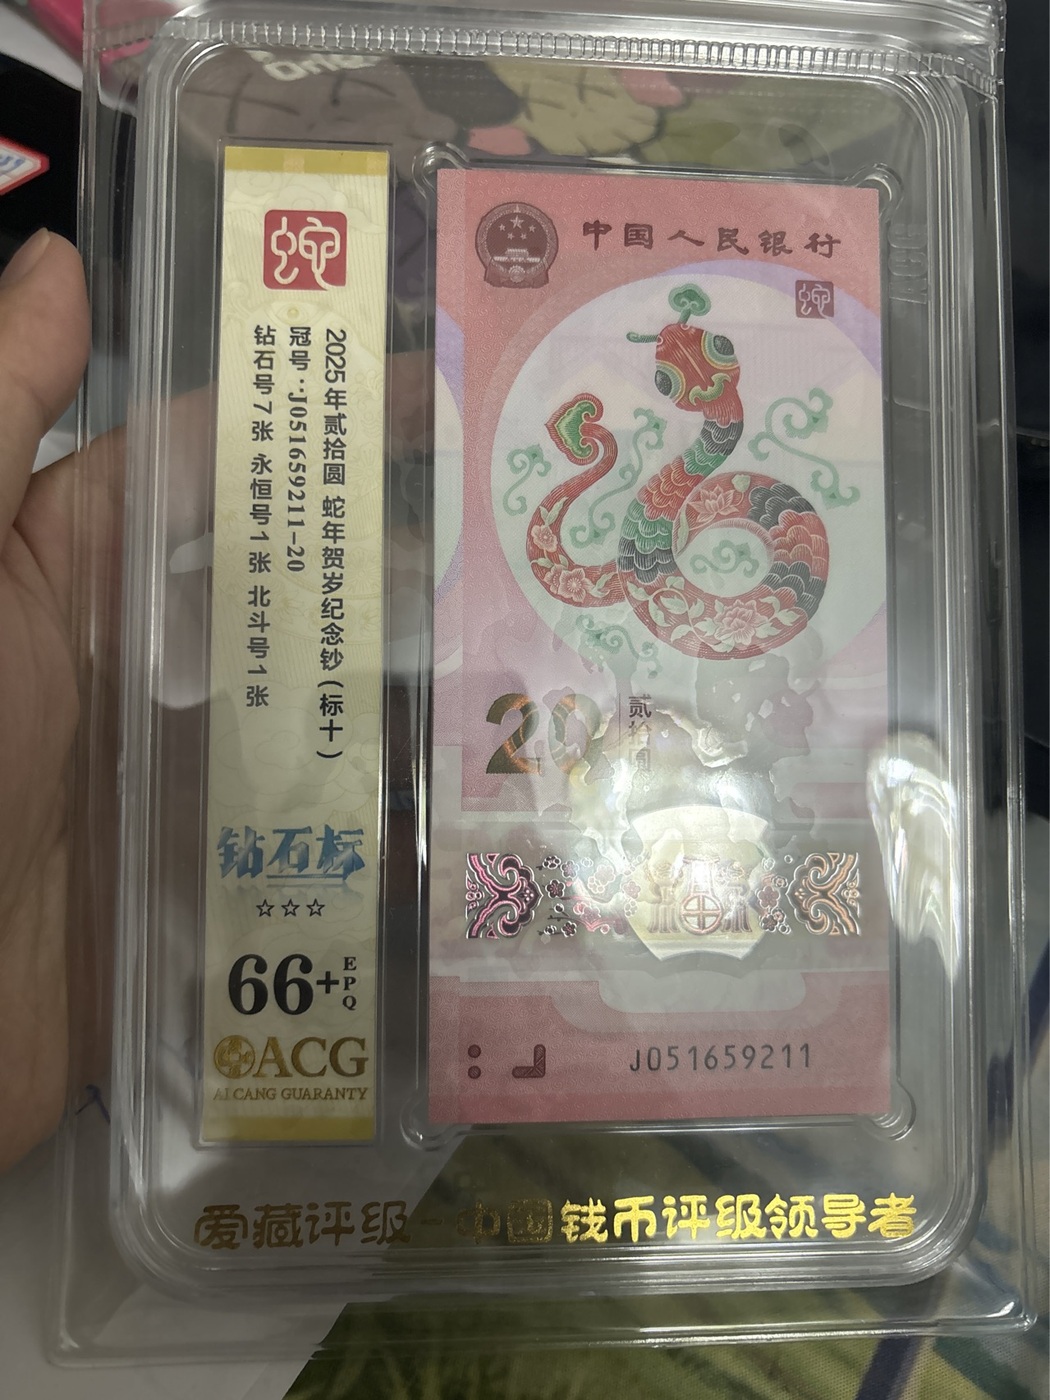 蛇
2025年贰拾圆 蛇年贺岁纪念钞(标十)
冠号:J051659211-20
钻石号7张 永恒号1张 北斗号1张
钻石标
☆☆☆
66+EPQ
ACG
AI CANG GUARANTY
中国人民银行
蛇
20
贰拾圆
J051659211
爱藏评级-中国钱币评级领导者